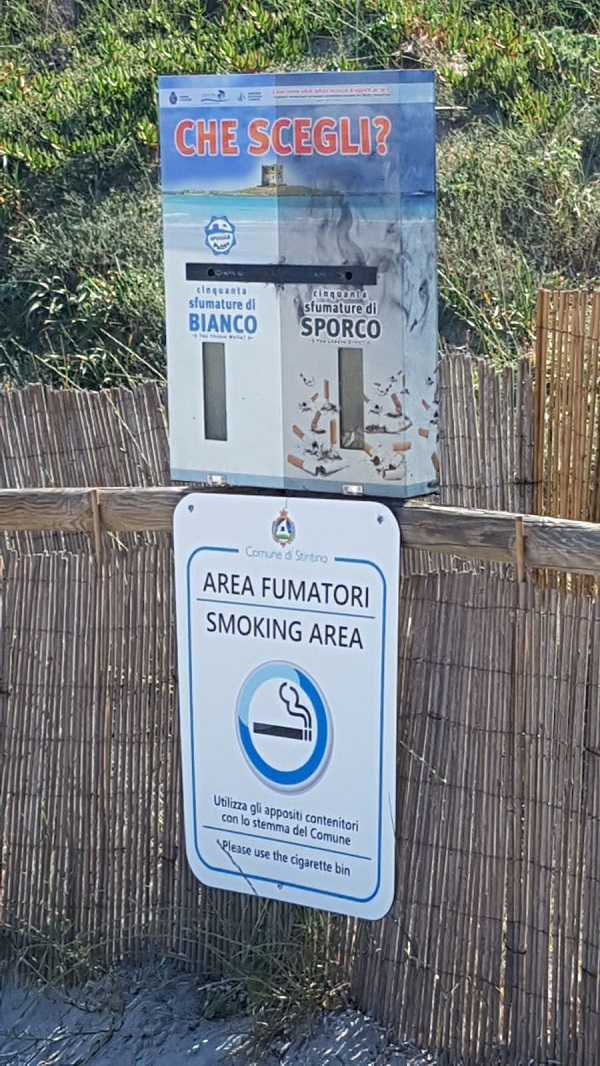 CHE SCEGLI?
SPIAGGIA
cinquanta
sfumature di
BIANCO
cinquanta
sfumature di
SPORCO
Comune di Stintino
AREA FUMATORI
SMOKING AREA
Utilizza gli appositi contenitori
con lo stemma del Comune
Please use the cigarette bin